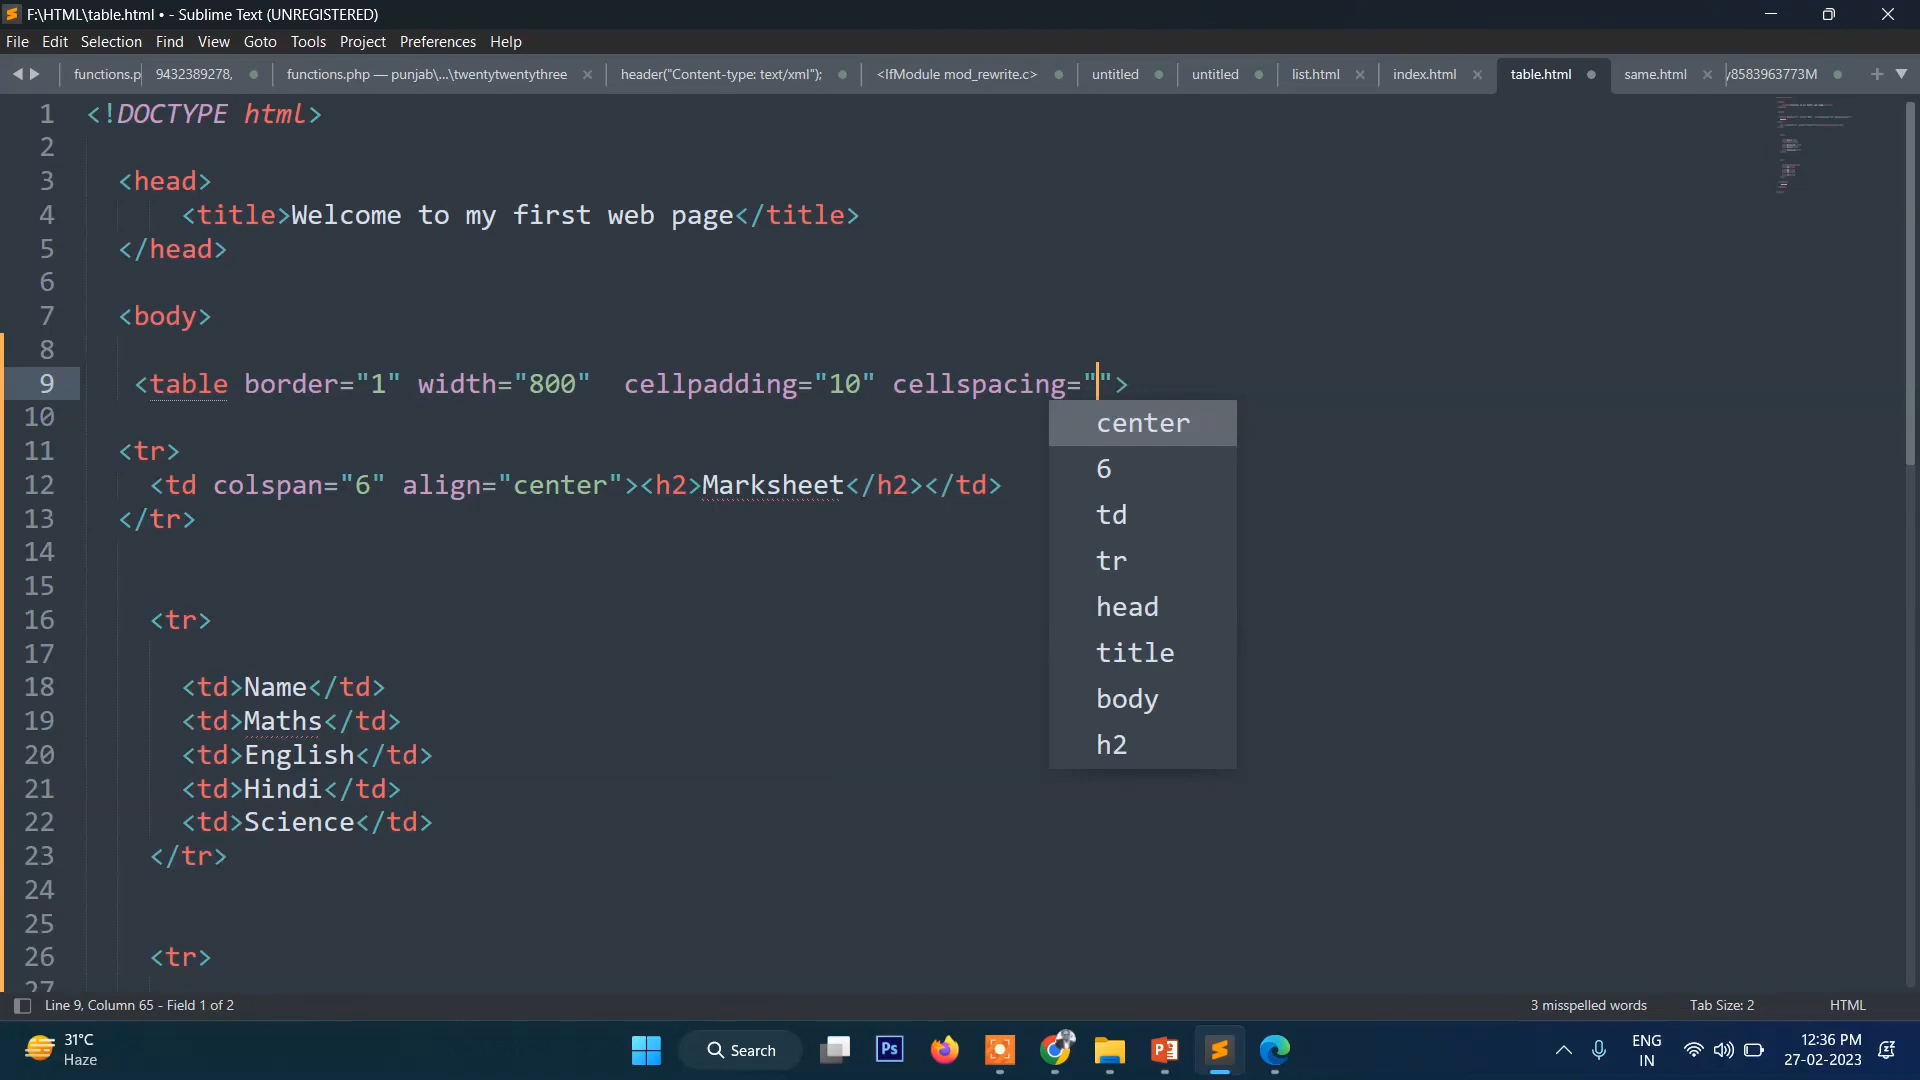 F:\HTML\table.html • - Sublime Text (UNREGISTERED)
File Edit Selection Find View Goto Tools Project Preferences Help
functions.p 9432389278, functions.php — punjab\...\twentytwentythree header("Content-type: text/xml"); <IfModule mod_rewrite.c> untitled untitled list.html index.html table.html same.html y8583963773M
1 <!DOCTYPE html>
2
3 <head>
4 <title>Welcome to my first web page</title>
5 </head>
6
7 <body>
8
9 <table border="1" width="800"  cellpadding="10" cellspacing="">
10
center
11 <tr>
6
12 <td colspan="6" align="center"><h2>Marksheet</h2></td>
td
13 </tr>
14
tr
15
head
16 <tr>
17
title
18 <td>Name</td>
body
19 <td>Maths</td>
h2
20 <td>English</td>
21 <td>Hindi</td>
22 <td>Science</td>
23 </tr>
24
25
26 <tr>
27
Line 9, Column 65 - Field 1 of 2 3 misspelled words Tab Size: 2 HTML
31°C
Haze
Search
Ps
ENG
IN
12:36 PM
27-02-2023